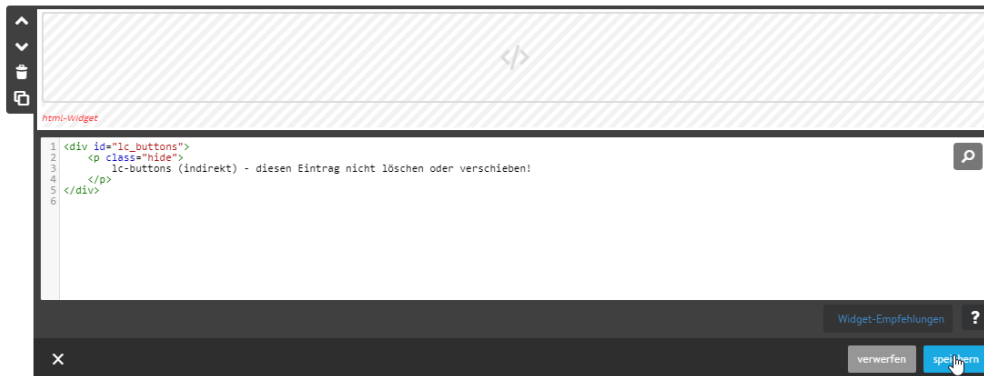 </>
html-Widget
1 <div id="lc_buttons">
2 <p class="hide">
3 lc-buttons (indirekt) - diesen Eintrag nicht löschen oder verschieben!
4 </p>
5 </div>
6
Widget-Empfehlungen ?
verwerfen speichern